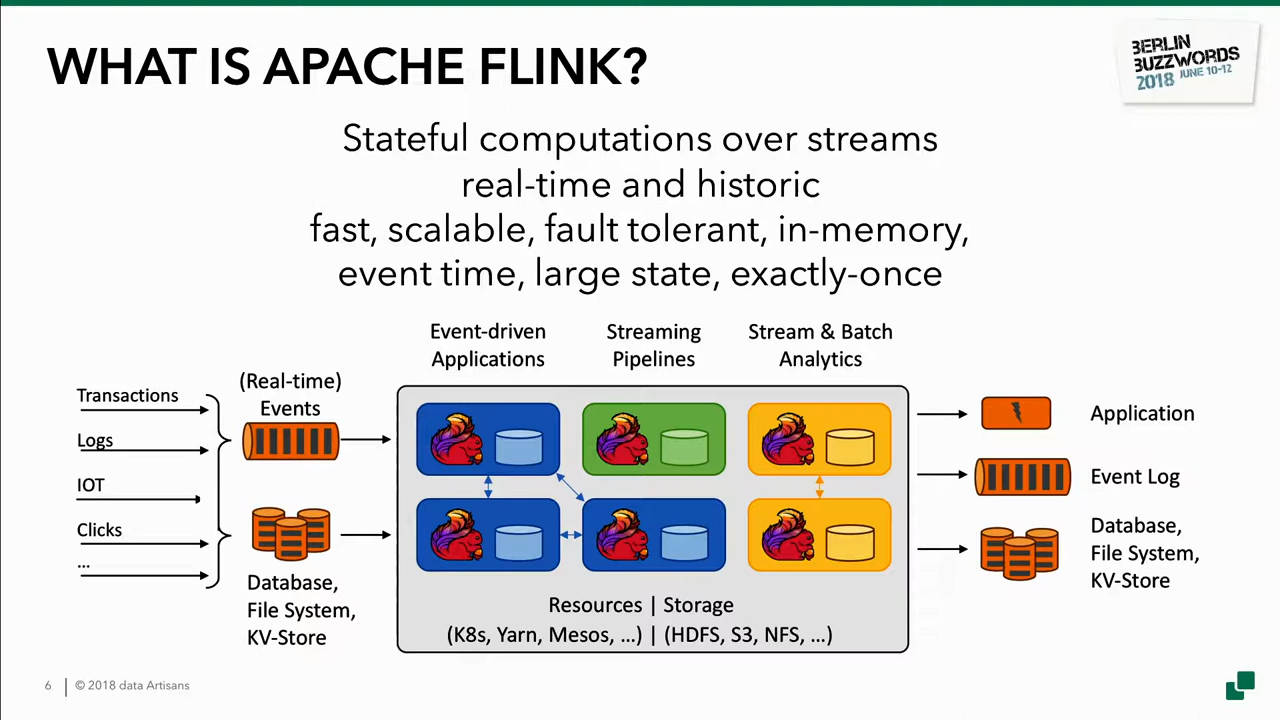 WHAT IS APACHE FLINK?
BERLIN
BUZZWORDS
2018 JUNE 10-12
Stateful computations over streams
real-time and historic
fast, scalable, fault tolerant, in-memory,
event time, large state, exactly-once
Event-driven
Applications
Streaming
Pipelines
Stream & Batch
Analytics
Transactions
Logs
IOT
Clicks
...
(Real-time)
Events
Database,
File System,
KV-Store
Resources | Storage
(K8s, Yarn, Mesos, ...) | (HDFS, S3, NFS, ...)
Application
Event Log
Database,
File System,
KV-Store
6 | © 2018 data Artisans